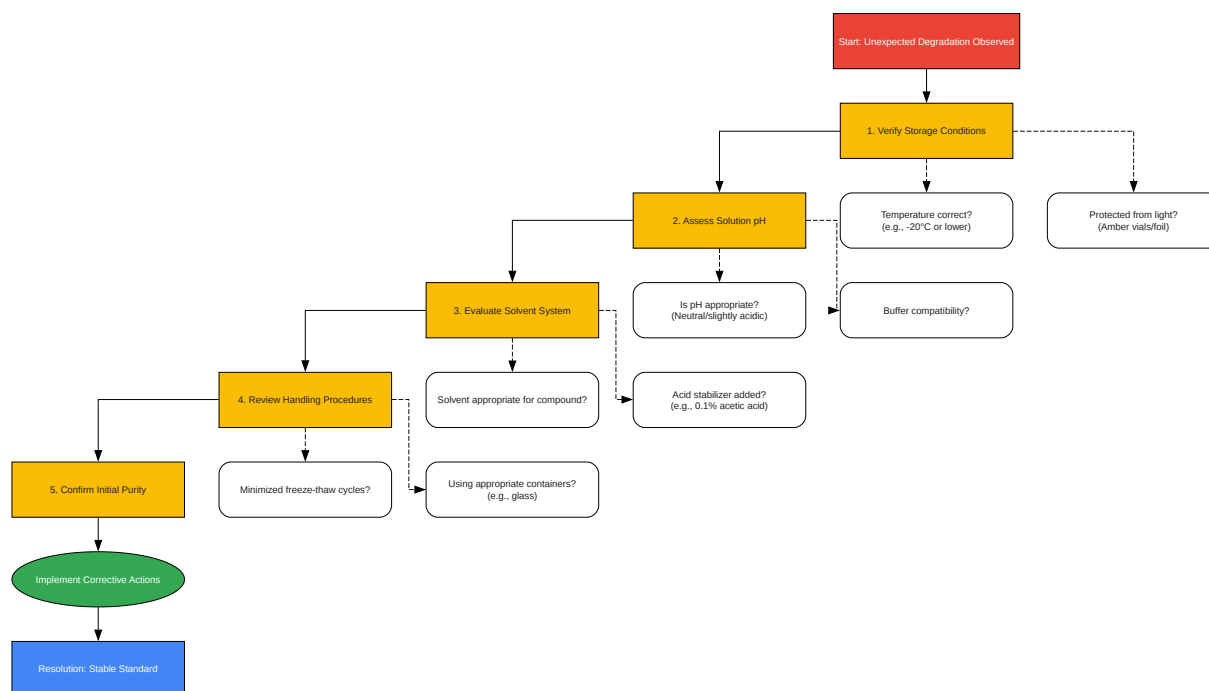 Start: Unexpected Degradation Observed
1. Verify Storage Conditions
2. Assess Solution pH
Temperature correct?
(e.g., -20°C or lower)
Protected from light?
(Amber vials/foil)
3. Evaluate Solvent System
Is pH appropriate?
(Neutral/slightly acidic)
Buffer compatibility?
4. Review Handling Procedures
Solvent appropriate for compound?
Acid stabilizer added?
(e.g., 0.1% acetic acid)
5. Confirm Initial Purity
Minimized freeze-thaw cycles?
Using appropriate containers?
(e.g., glass)
Implement Corrective Actions
Resolution: Stable Standard